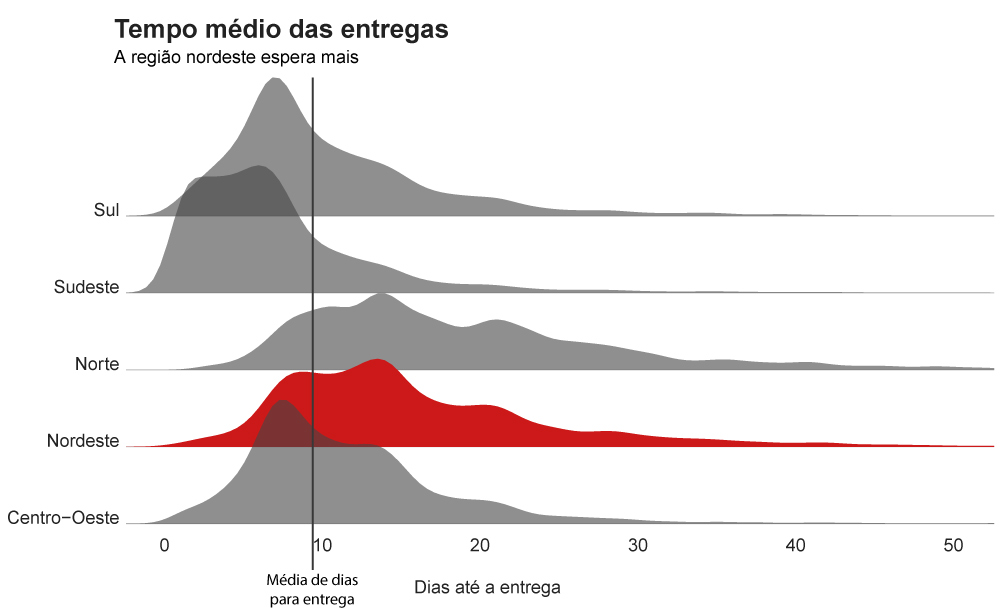 Tempo médio das entregas
A região nordeste espera mais
Sul
Sudeste
Norte
Nordeste
Centro−Oeste
0 10 20 30 40 50
Média de dias
para entrega
Dias até a entrega